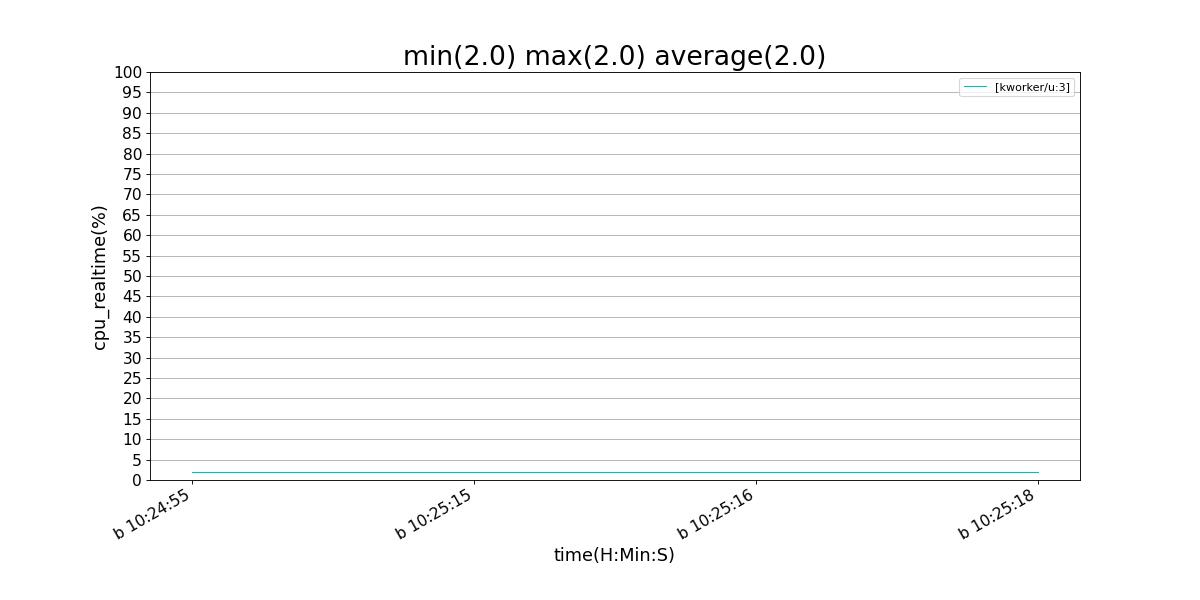 min(2.0) max(2.0) average(2.0)
[kworker/u:3]
100
95
90
85
80
75
70
65
60
55
50
45
40
35
30
25
20
15
10
5
0
cpu_realtime(%)
b 10:24:55
b 10:25:15
b 10:25:16
b 10:25:18
time(H:Min:S)